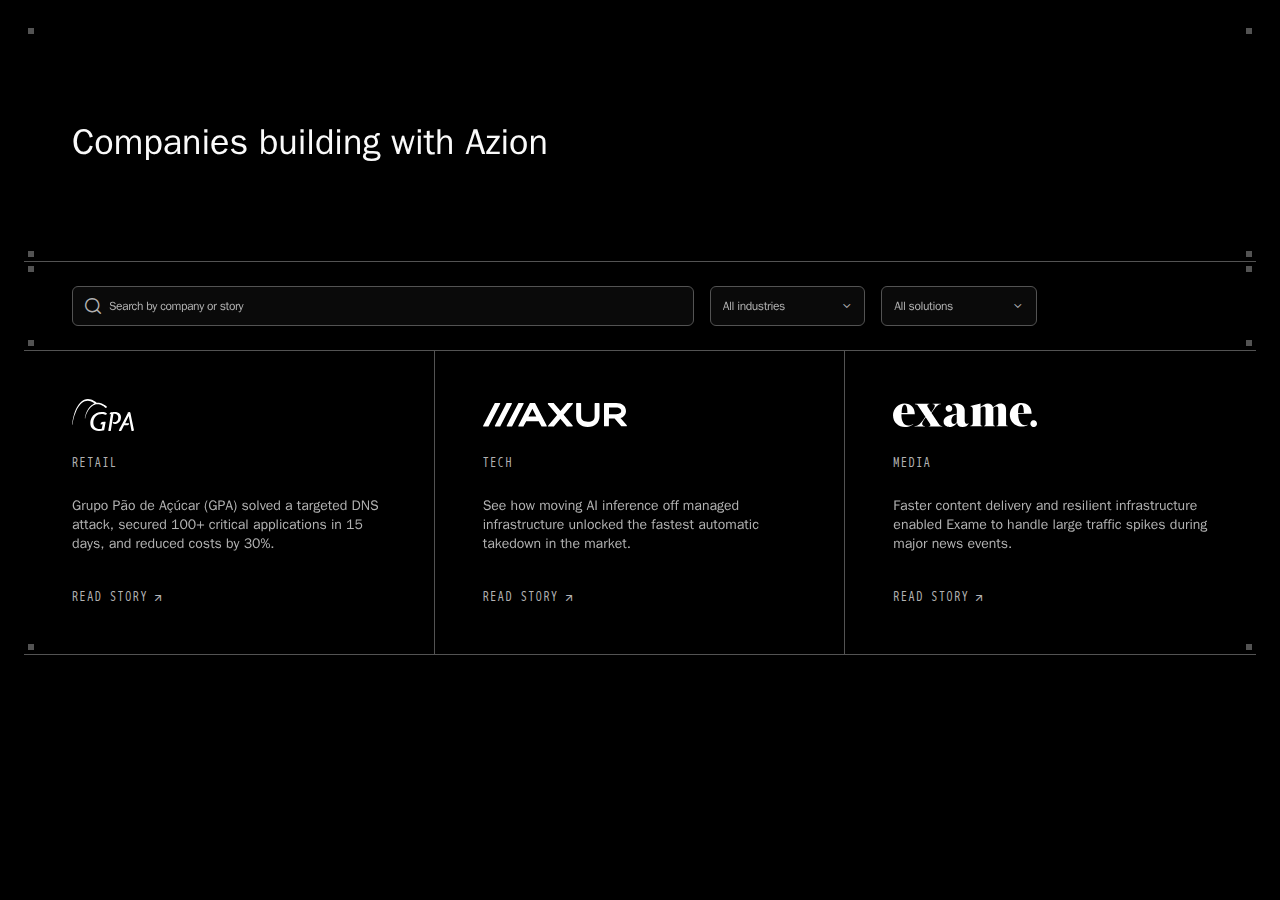 Companies building with Azion
Search by company or story
All industries
All solutions
GPA
RETAIL
Grupo Pão de Açúcar (GPA) solved a targeted DNS
attack, secured 100+ critical applications in 15
days, and reduced costs by 30%.
READ STORY
///AXUR
TECH
See how moving AI inference off managed
infrastructure unlocked the fastest automatic
takedown in the market.
READ STORY
exame.
MEDIA
Faster content delivery and resilient infrastructure
enabled Exame to handle large traffic spikes during
major news events.
READ STORY